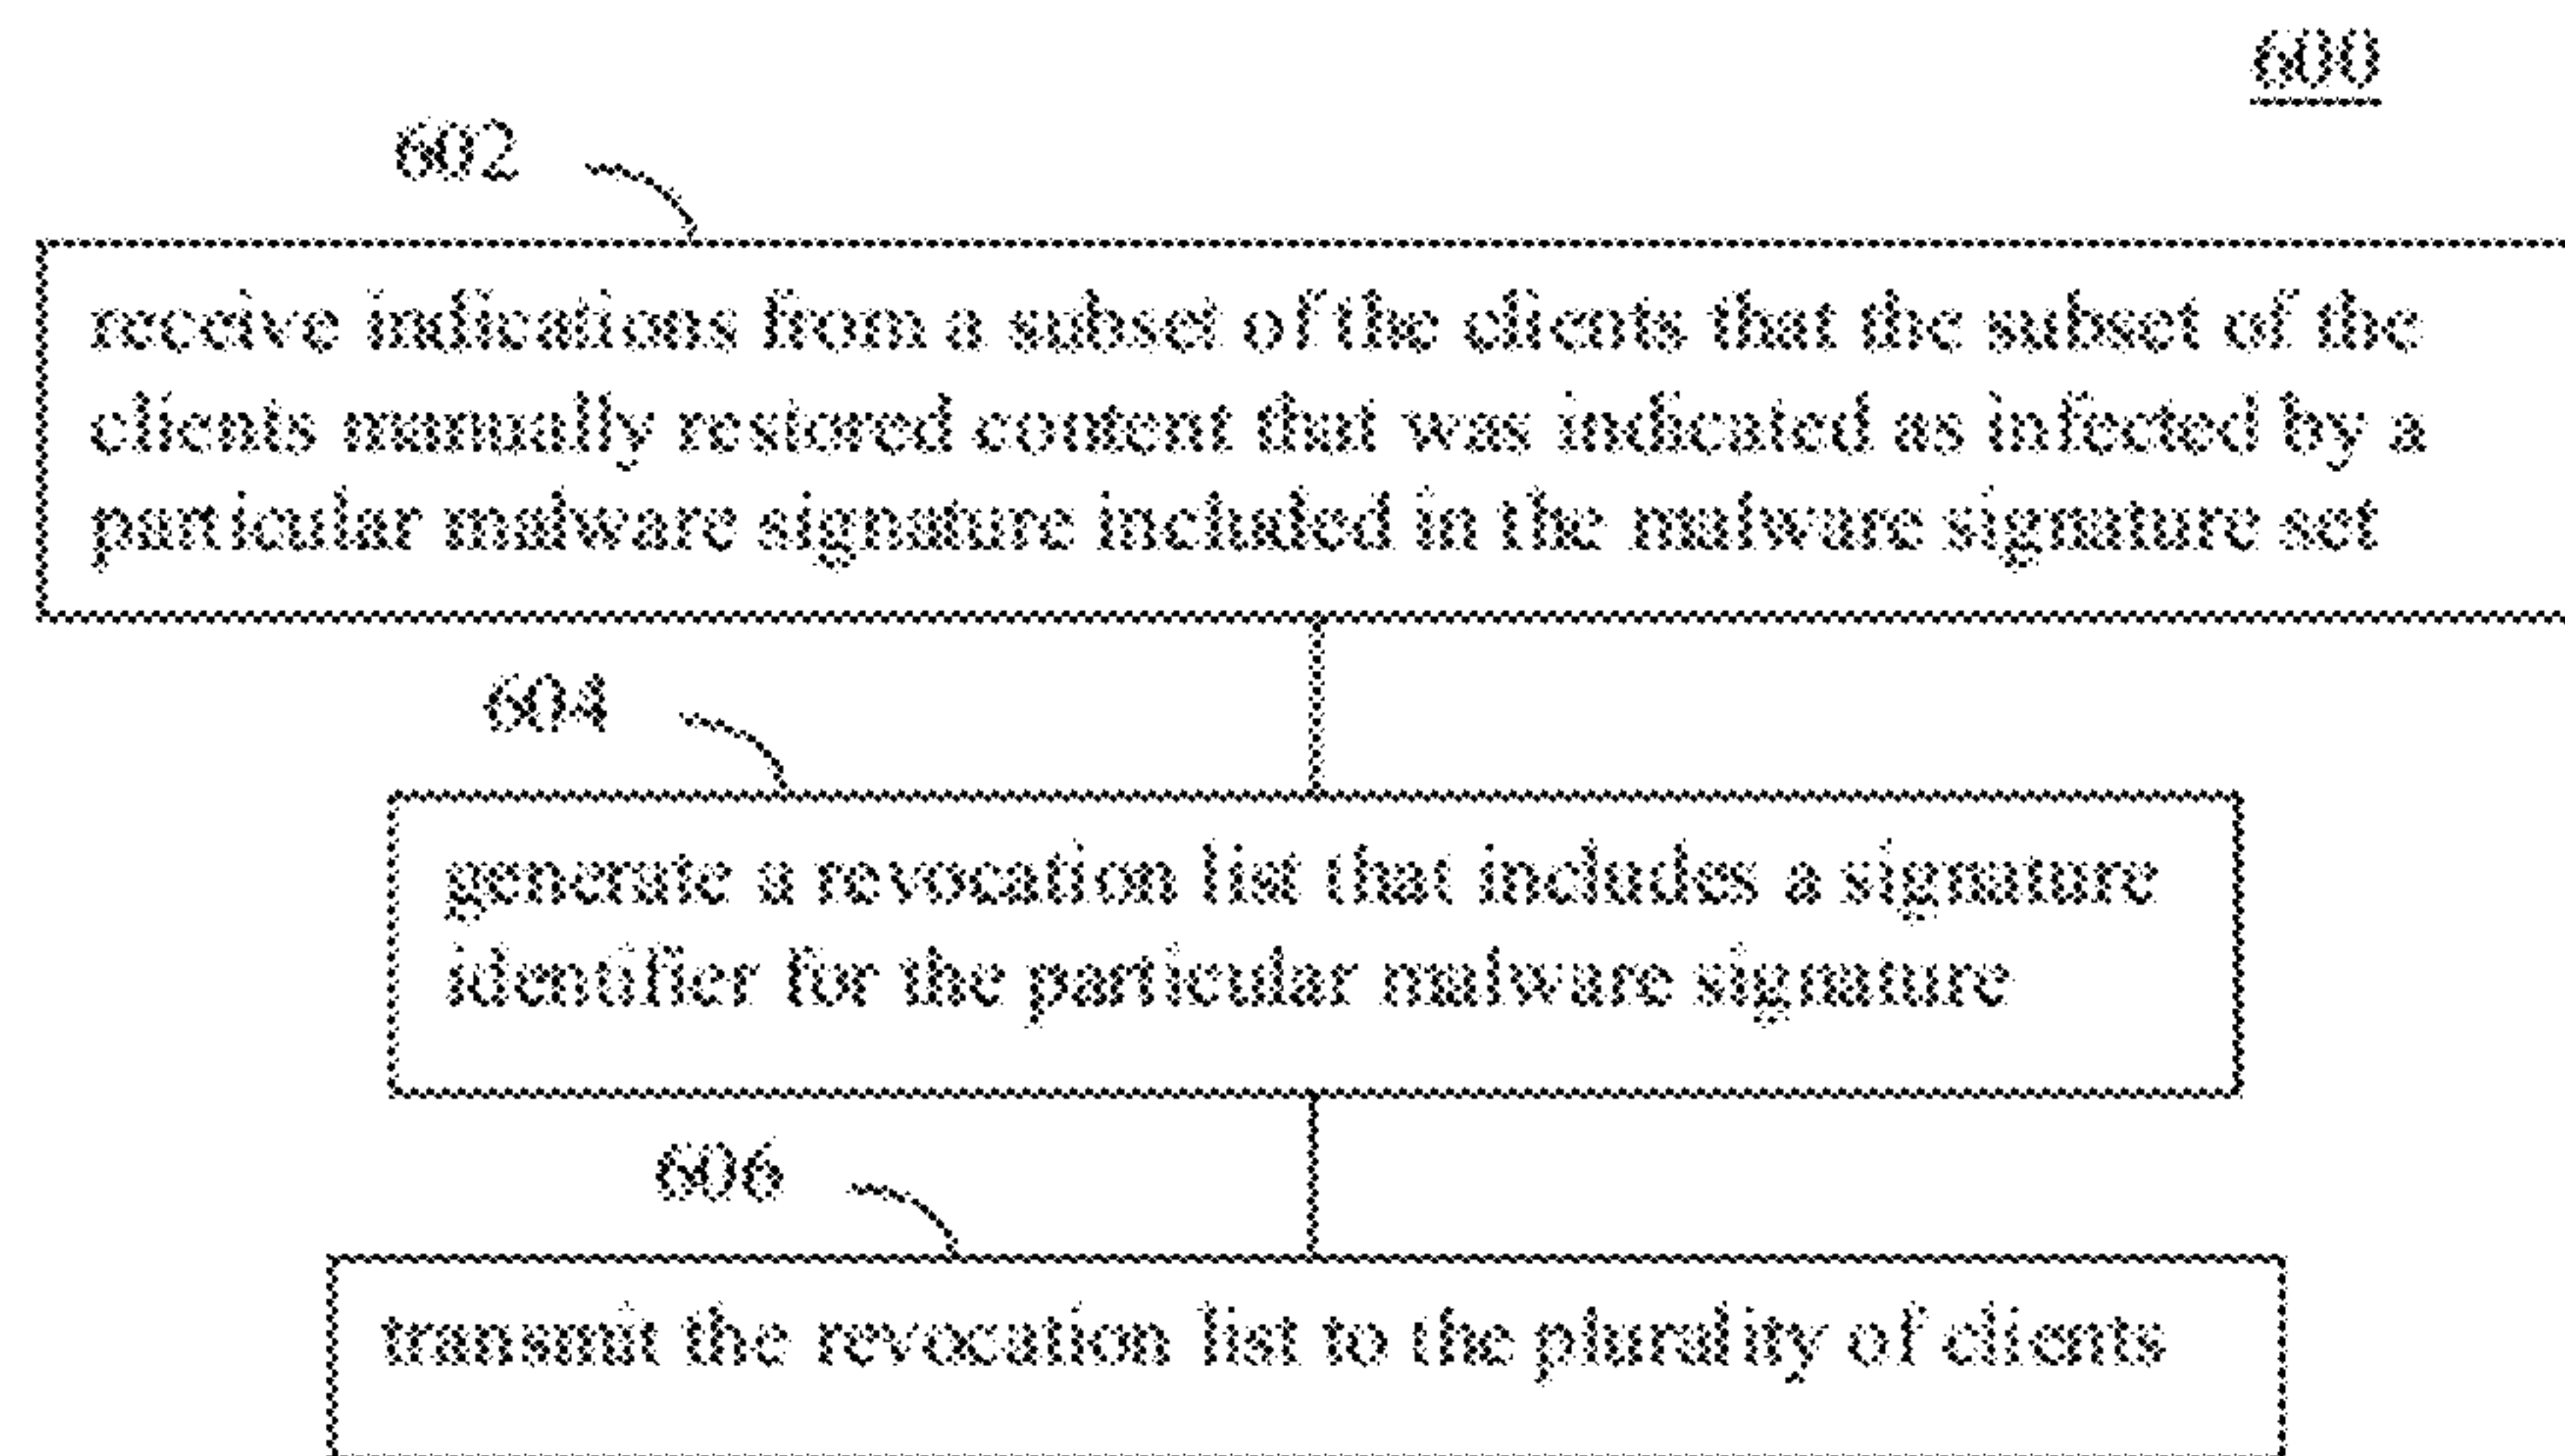 600
602
receive indications from a subset of the clients that the subset of the
clients manually restored content that was indicated as infected by a
particular malware signature included in the malware signature set
604
generate a revocation list that includes a signature
identifier for the particular malware signature
606
transmit the revocation list to the plurality of clients